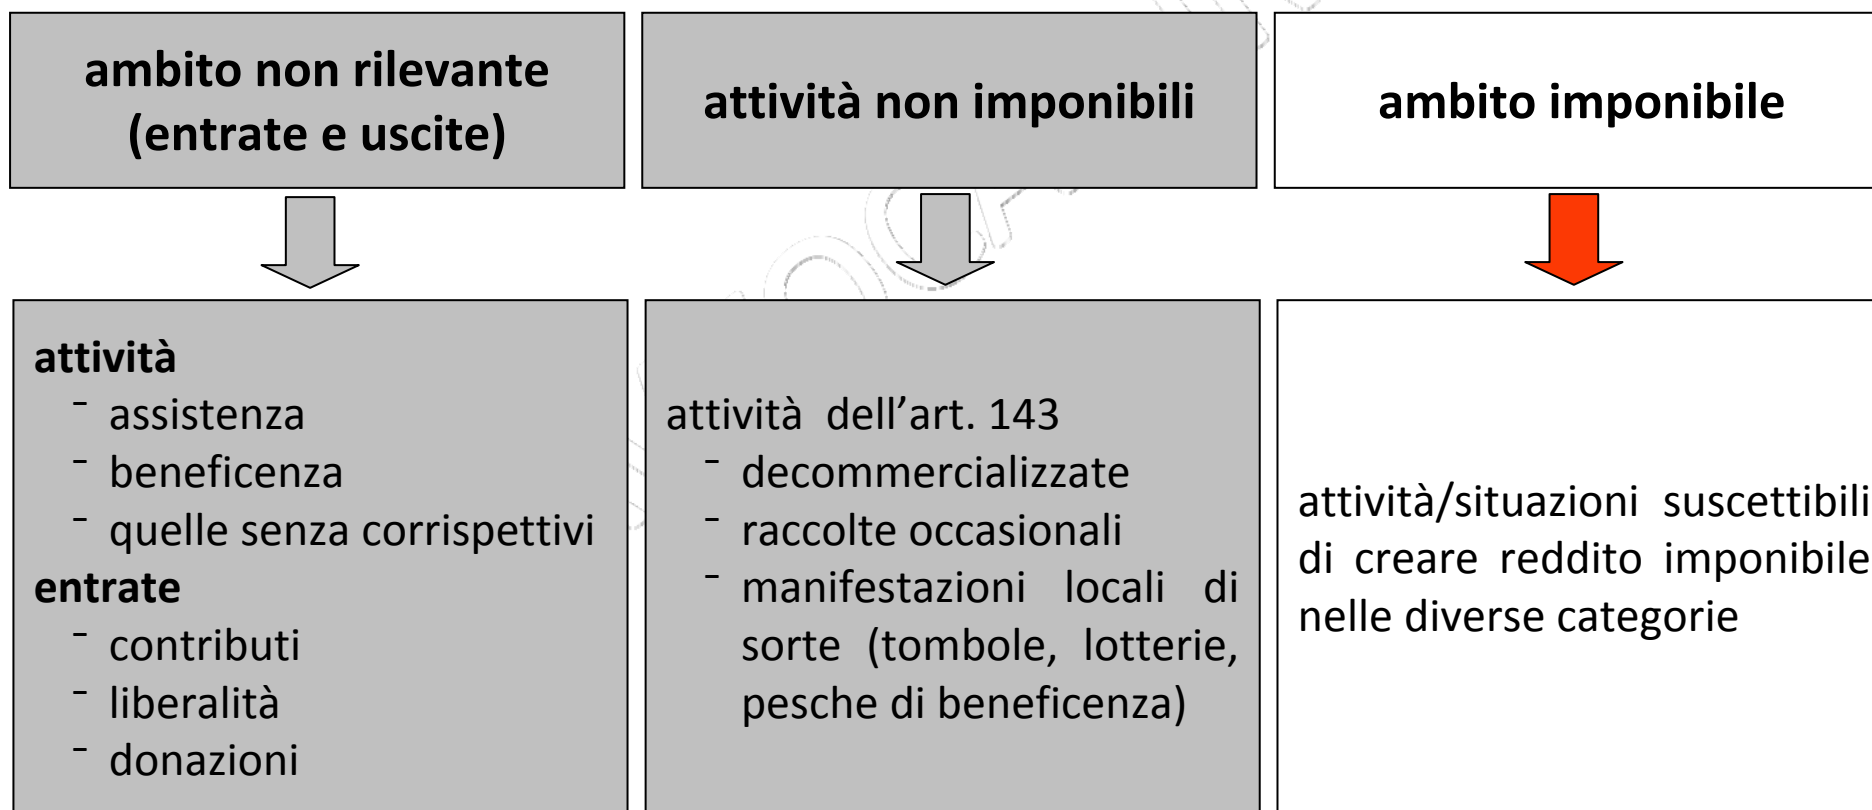 ambito non rilevante
(entrate e uscite)
attività non imponibili
ambito imponibile
attività
- assistenza
- beneficenza
- quelle senza corrispettivi
entrate
- contributi
- liberalità
- donazioni
attività dell’art. 143
- decommercializzate
- raccolte occasionali
- manifestazioni locali di
sorte (tombole, lotterie,
pesche di beneficenza)
attività/situazioni suscettibili
di creare reddito imponibile
nelle diverse categorie